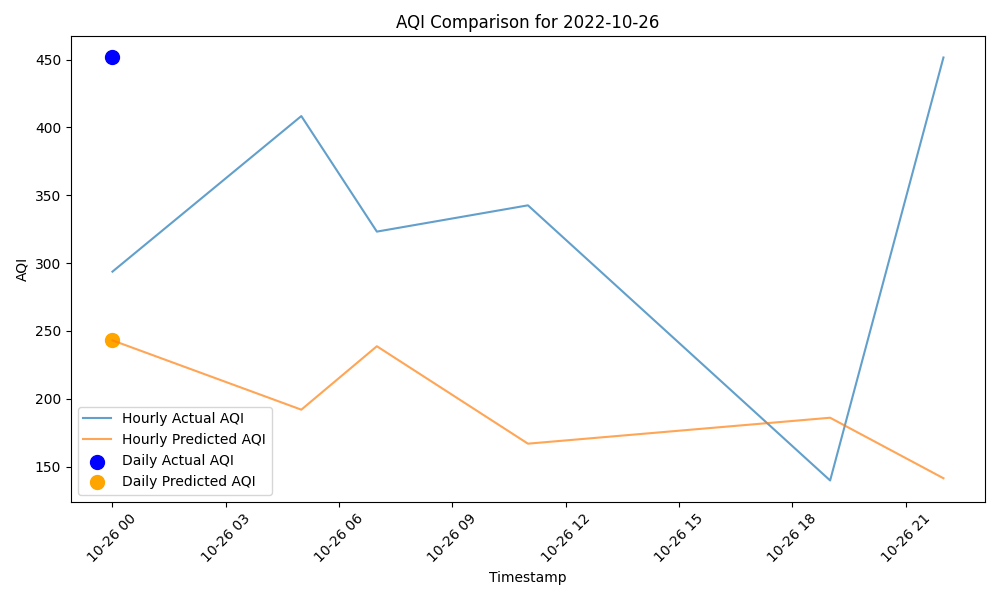 AQI Comparison for 2022-10-26
AQI
450
400
350
300
250
200
150
Hourly Actual AQI
Hourly Predicted AQI
Daily Actual AQI
Daily Predicted AQI
10-26 00
10-26 03
10-26 06
10-26 09
10-26 12
10-26 15
10-26 18
10-26 21
Timestamp